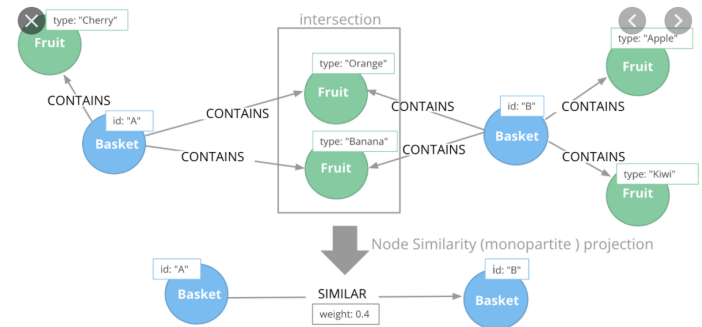 intersection
type: "Cherry"
Fruit
type: "Orange"
Fruit
type: "Apple"
Fruit
CONTAINS
id: "A"
Basket
CONTAINS
CONTAINS
type: "Banana"
Fruit
CONTAINS
CONTAINS
id: "B"
Basket
CONTAINS
CONTAINS
type: "Kiwi"
Fruit
Node Similarity (monopartite ) projection
id: "A"
Basket
SIMILAR
weight: 0.4
id: "B"
Basket